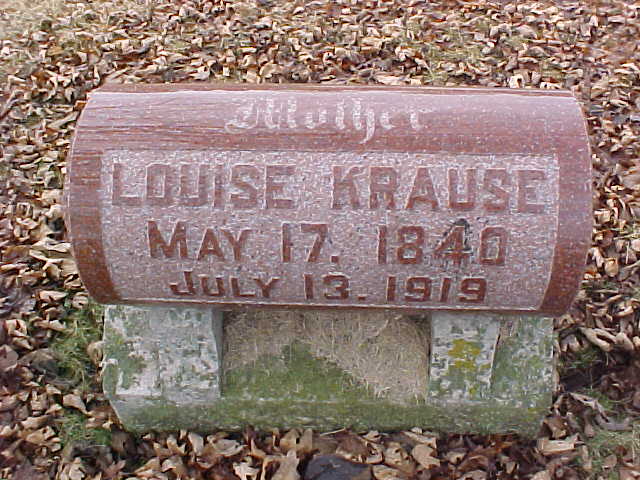 Mother
LOUISE KRAUSE
MAY 17. 1840
JULY 13. 1919